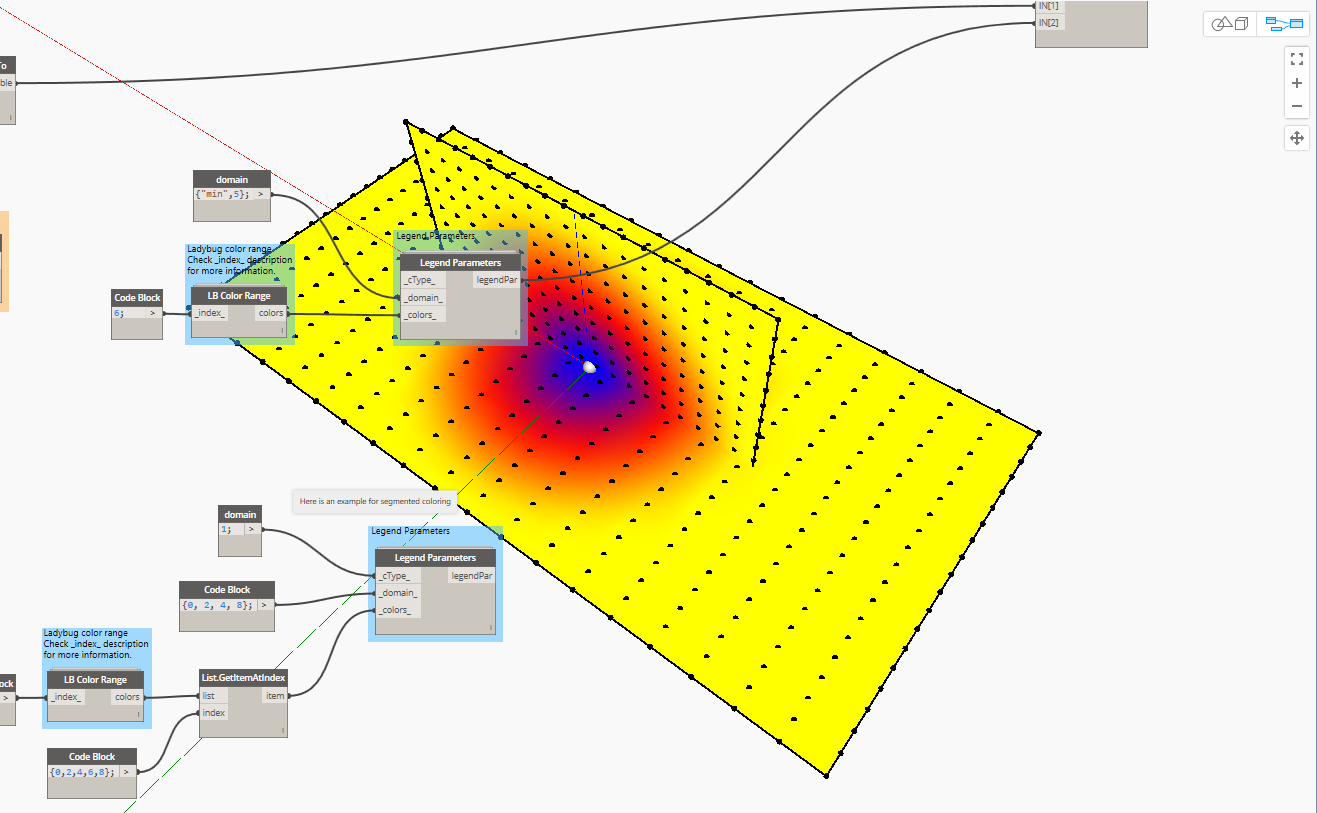 IN[1]
IN[2]
To
ble
domain
{"min",5}; >
Legend Parameters
Ladybug color range
Check _index_ description
for more information.
Legend Parameters
_cType_ legendPar
_domain_
_colors_
Code Block
6; >
LB Color Range
_index_ colors
Here is an example for segmented coloring
domain
1; >
Legend Parameters
Legend Parameters
_cType_ legendPar
_domain_
_colors_
Code Block
{0, 2, 4, 8}; >
Ladybug color range
Check _index_ description
for more information.
ock
>
LB Color Range
_index_ colors
List.GetItemAtIndex
list item
index
Code Block
{0,2,4,6,8}; >